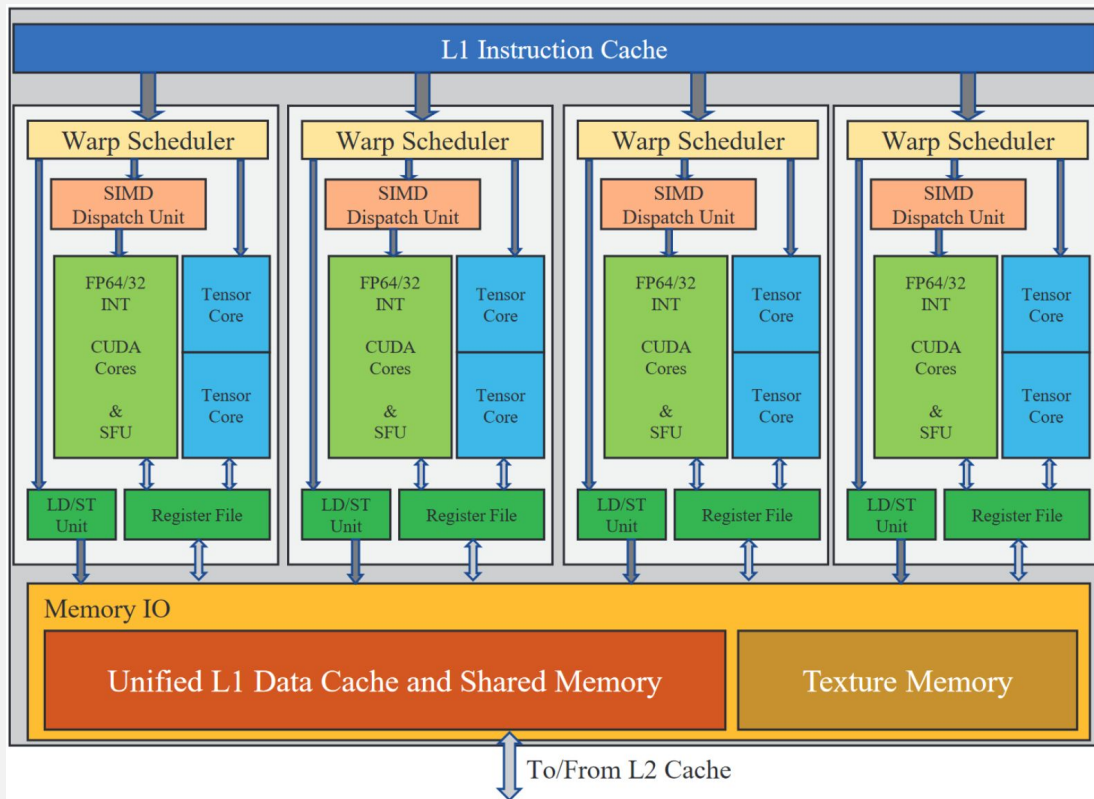 L1 Instruction Cache
Warp Scheduler
SIMD
Dispatch Unit
FP64/32
INT
CUDA
Cores
&
SFU
Tensor
Core
Tensor
Core
LD/ST
Unit
Register File
Warp Scheduler
SIMD
Dispatch Unit
FP64/32
INT
CUDA
Cores
&
SFU
Tensor
Core
Tensor
Core
LD/ST
Unit
Register File
Warp Scheduler
SIMD
Dispatch Unit
FP64/32
INT
CUDA
Cores
&
SFU
Tensor
Core
Tensor
Core
LD/ST
Unit
Register File
Warp Scheduler
SIMD
Dispatch Unit
FP64/32
INT
CUDA
Cores
&
SFU
Tensor
Core
Tensor
Core
LD/ST
Unit
Register File
Memory IO
Unified L1 Data Cache and Shared Memory
Texture Memory
To/From L2 Cache